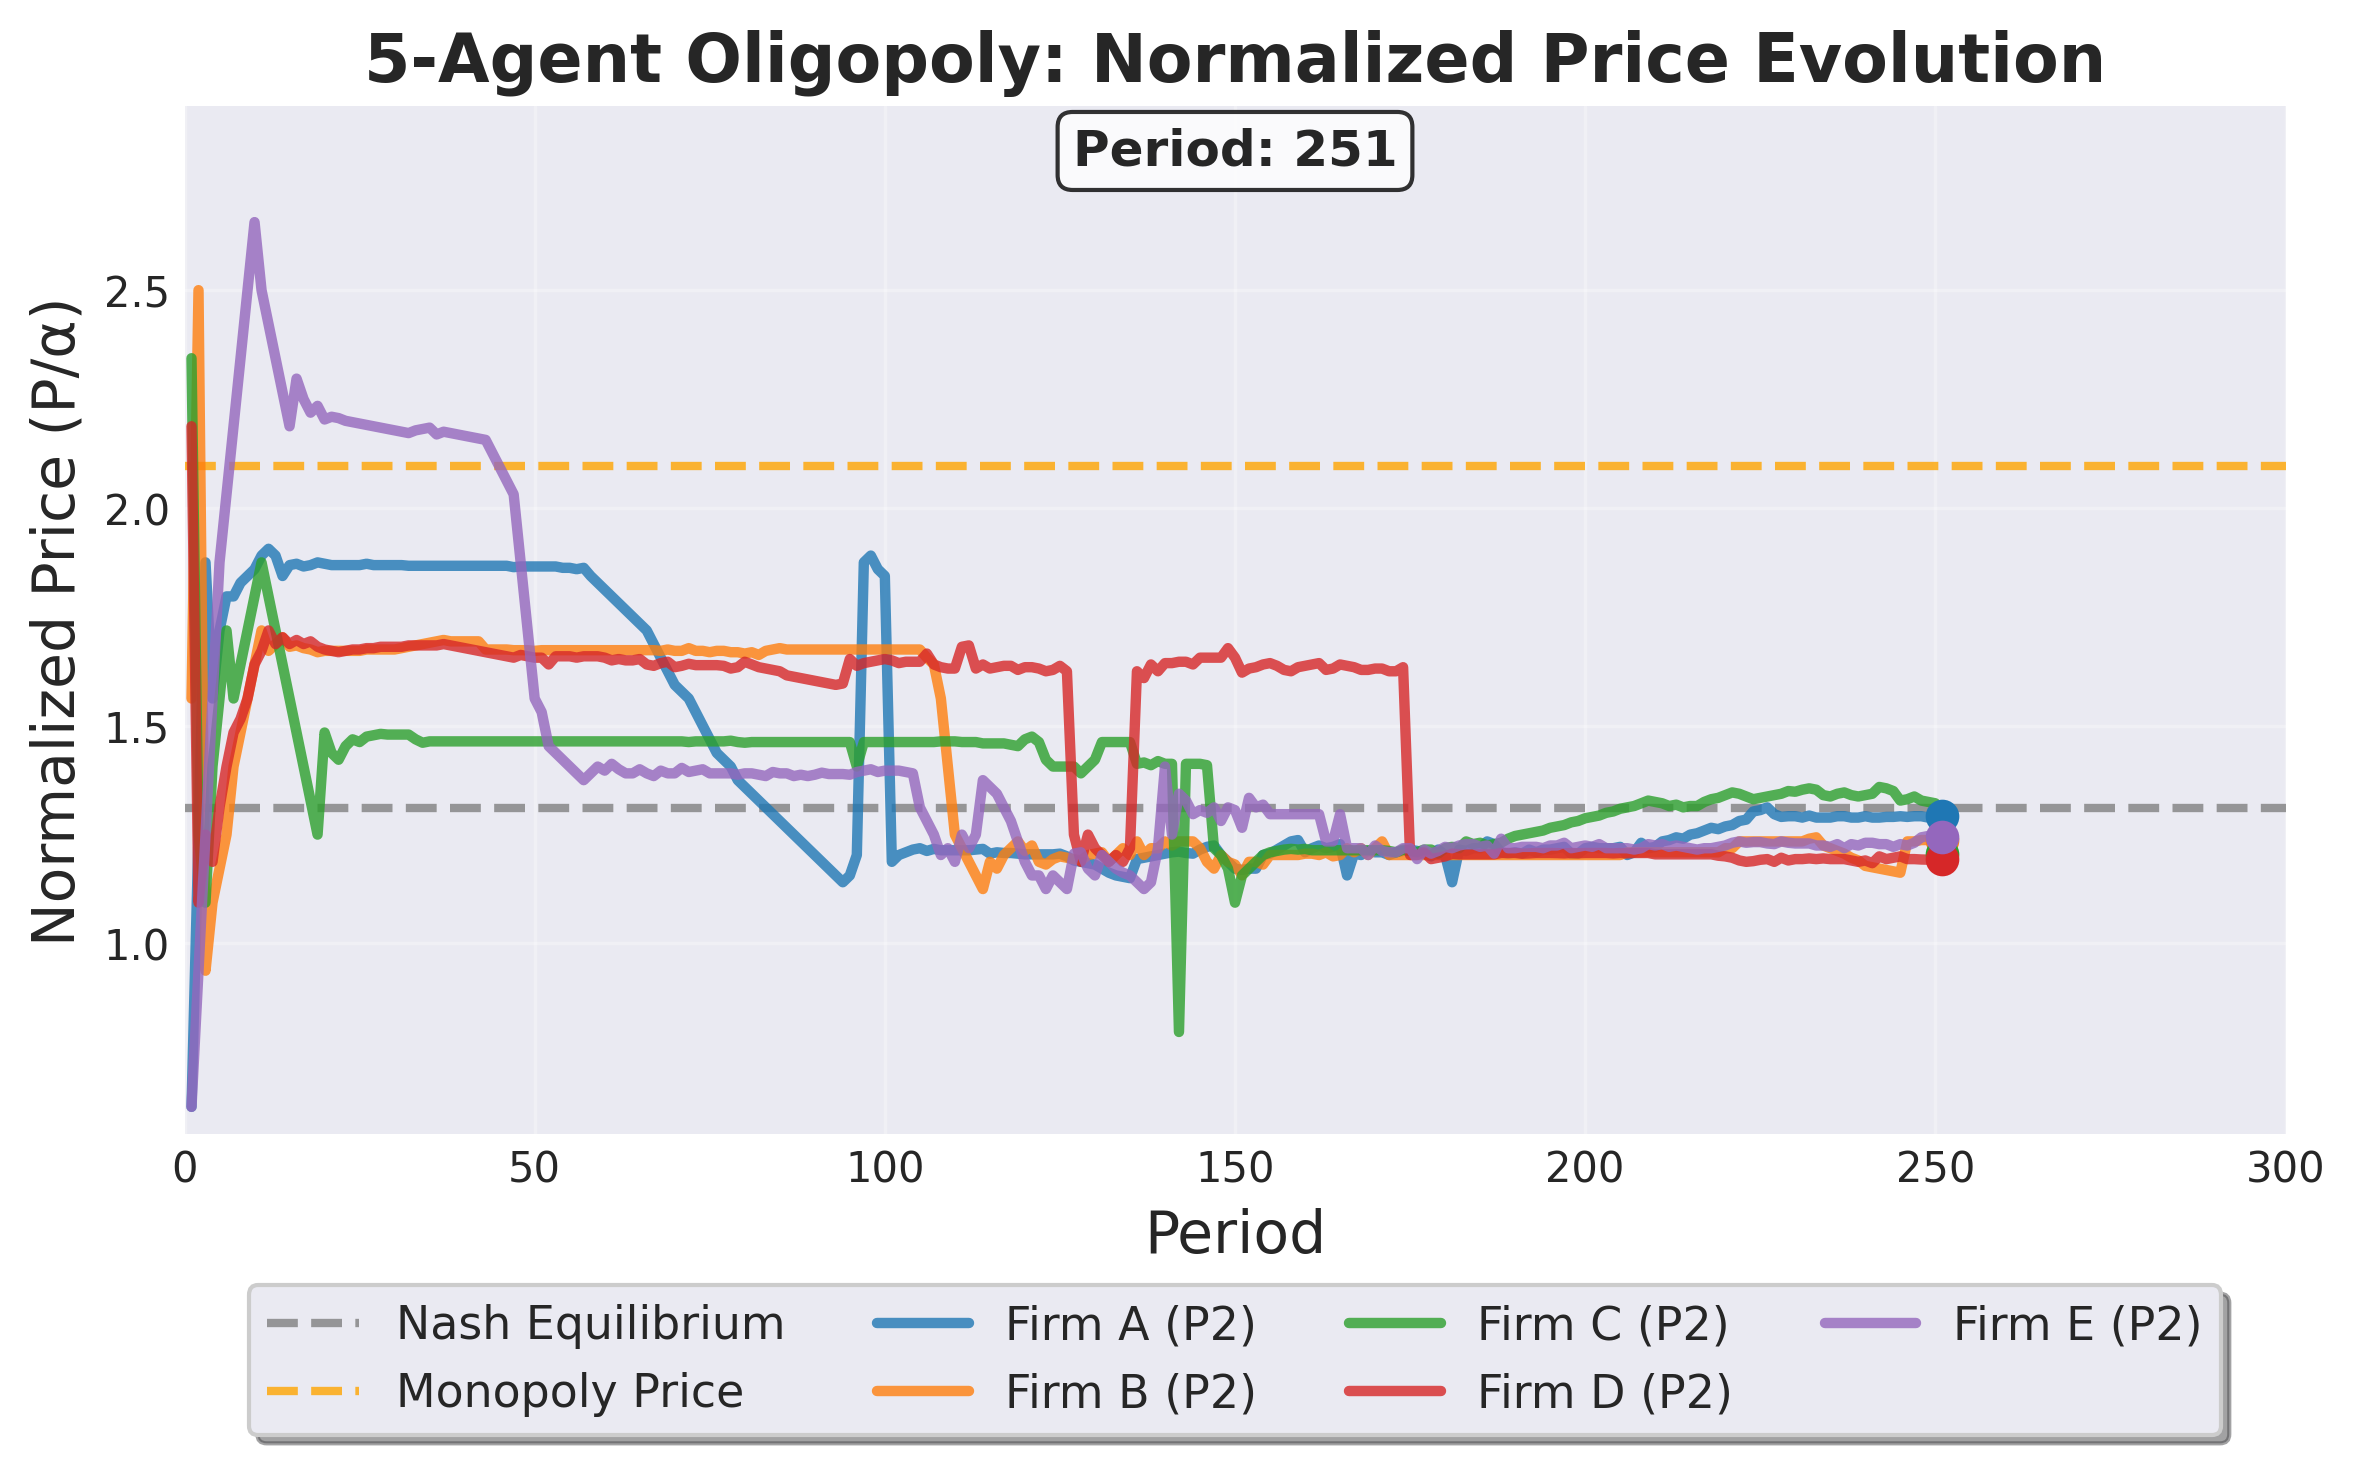 5-Agent Oligopoly: Normalized Price Evolution
Period: 251
Normalized Price (P/α)
2.5
2.0
1.5
1.0
0 50 100 150 200 250 300
Period
Nash Equilibrium
Monopoly Price
Firm A (P2)
Firm B (P2)
Firm C (P2)
Firm D (P2)
Firm E (P2)